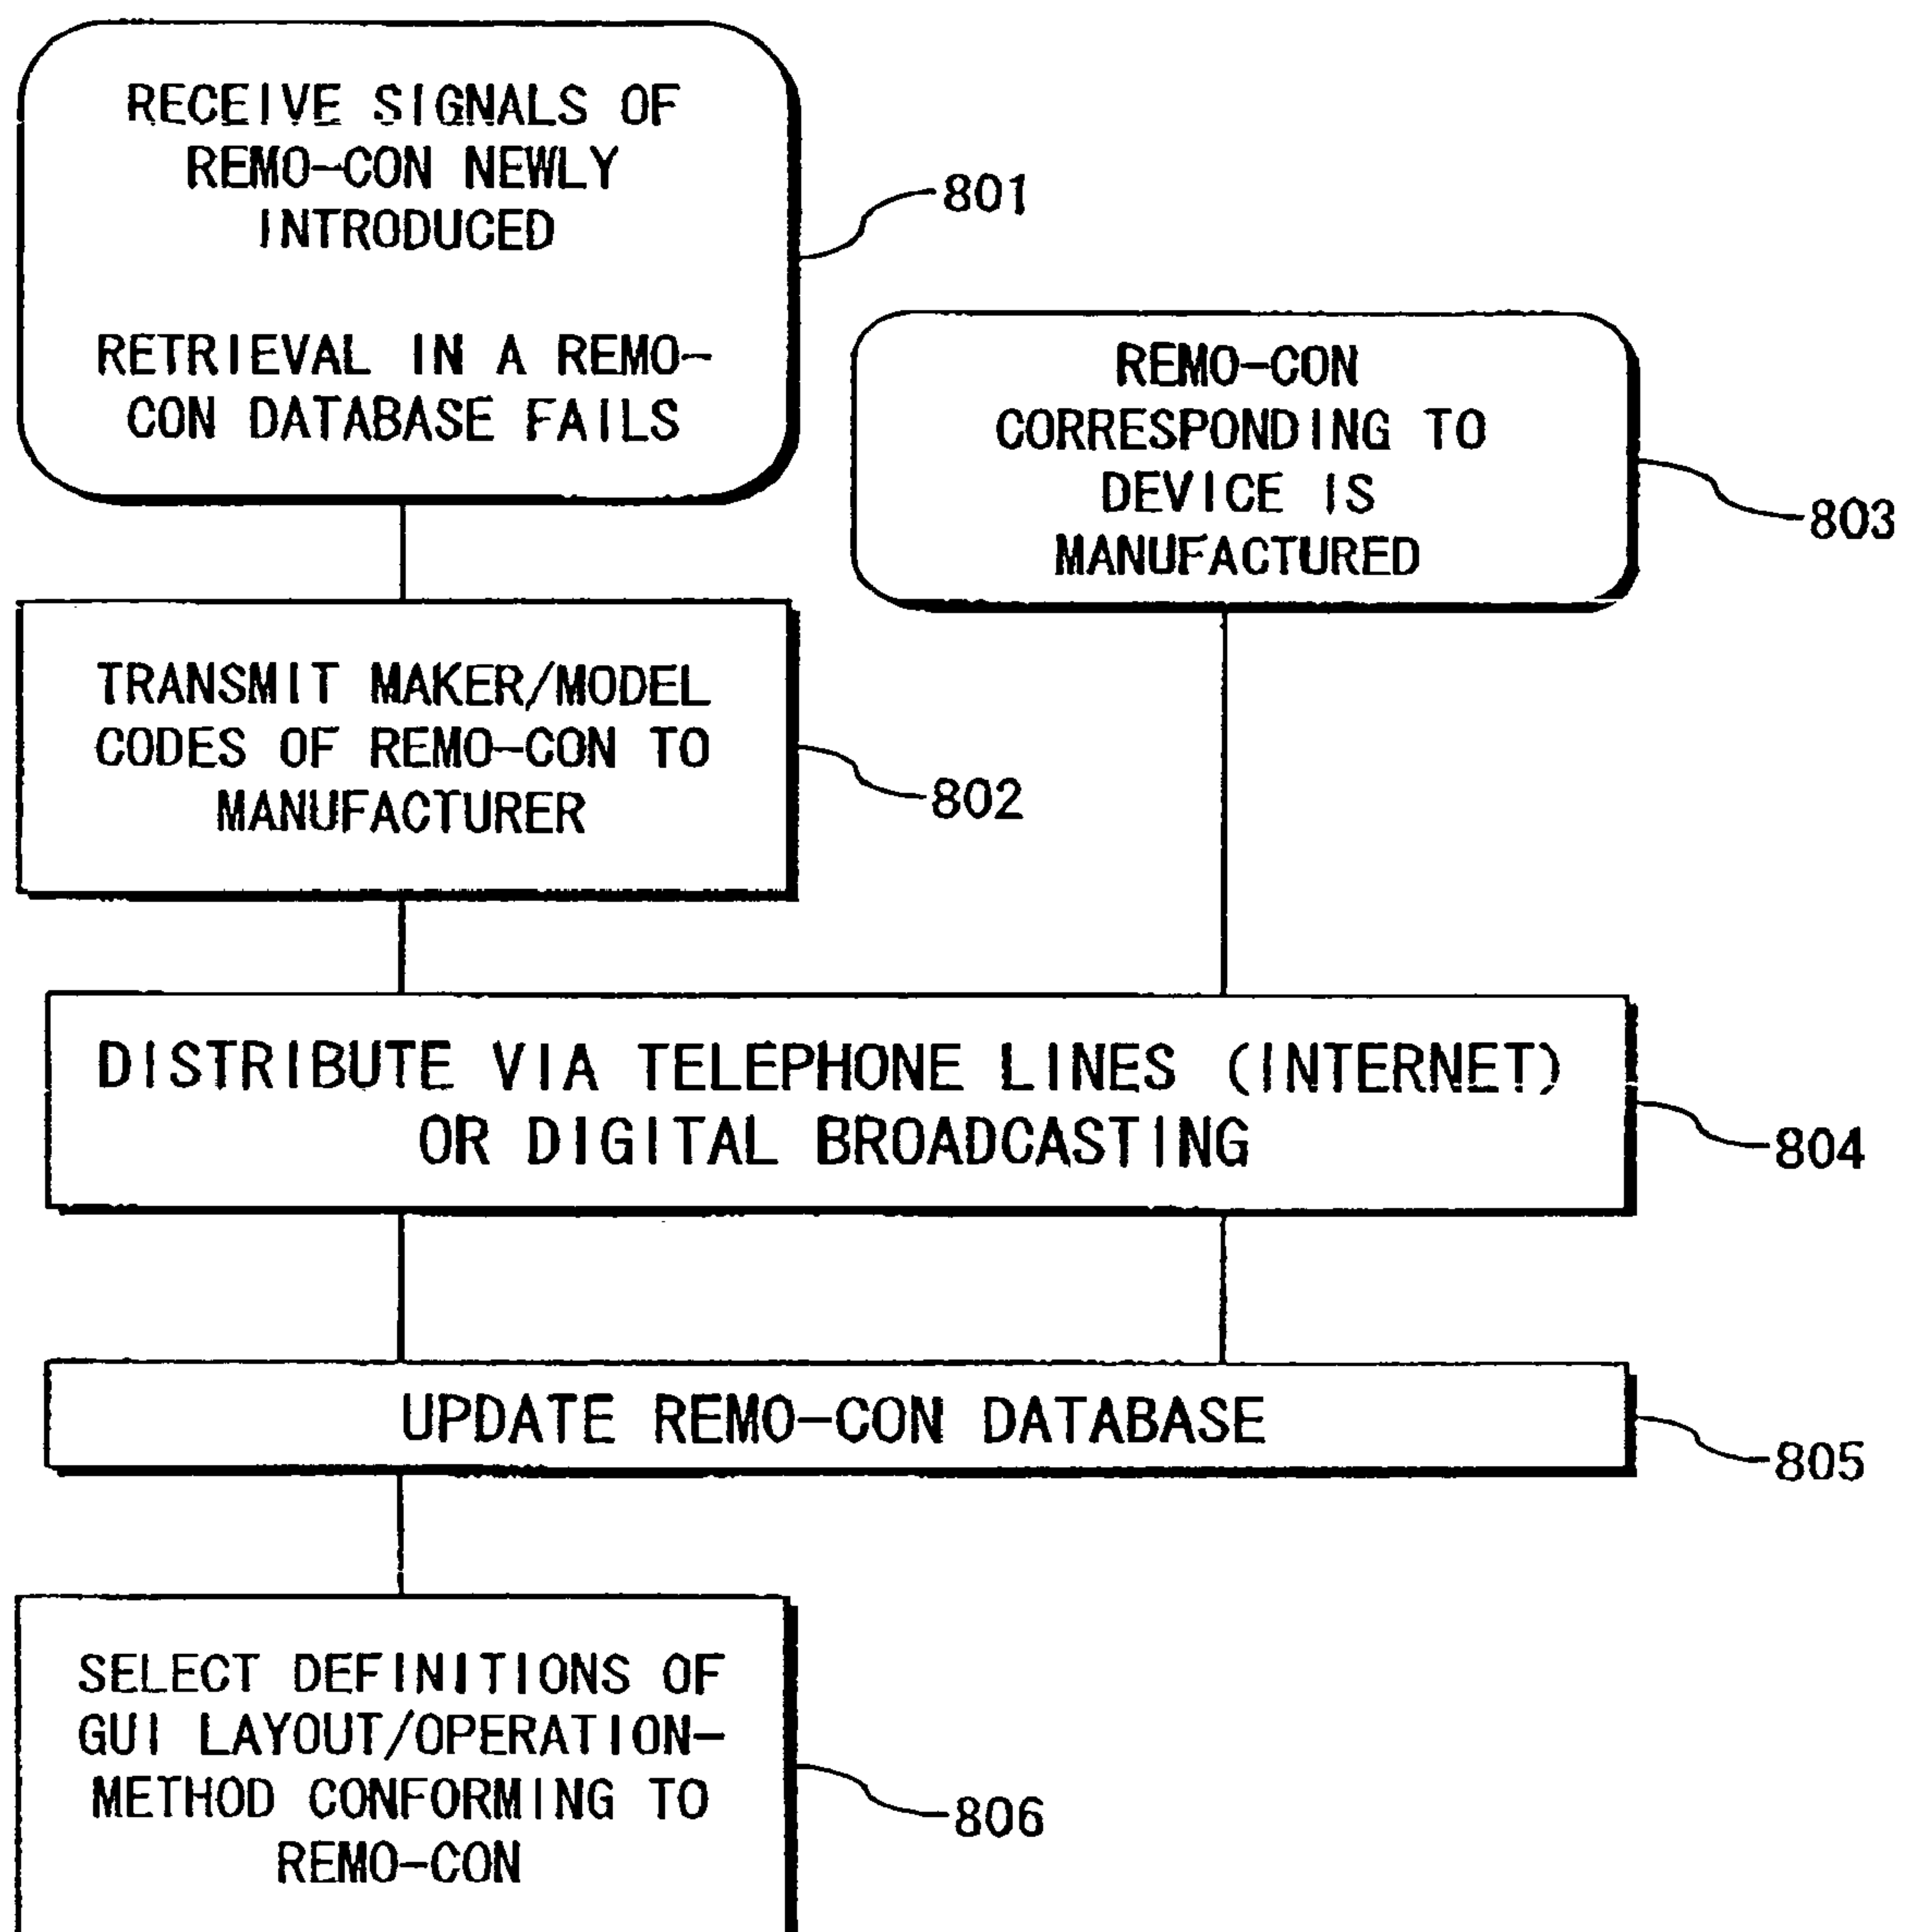 RECEIVE SIGNALS OF
REMO-CON NEWLY
INTRODUCED
RETRIEVAL IN A REMO-
CON DATABASE FAILS
801
REMO-CON
CORRESPONDING TO
DEVICE IS
MANUFACTURED
803
TRANSMIT MAKER/MODEL
CODES OF REMO-CON TO
MANUFACTURER
802
DISTRIBUTE VIA TELEPHONE LINES (INTERNET)
OR DIGITAL BROADCASTING
804
UPDATE REMO-CON DATABASE
805
SELECT DEFINITIONS OF
GUI LAYOUT/OPERATION-
METHOD CONFORMING TO
REMO-CON
806